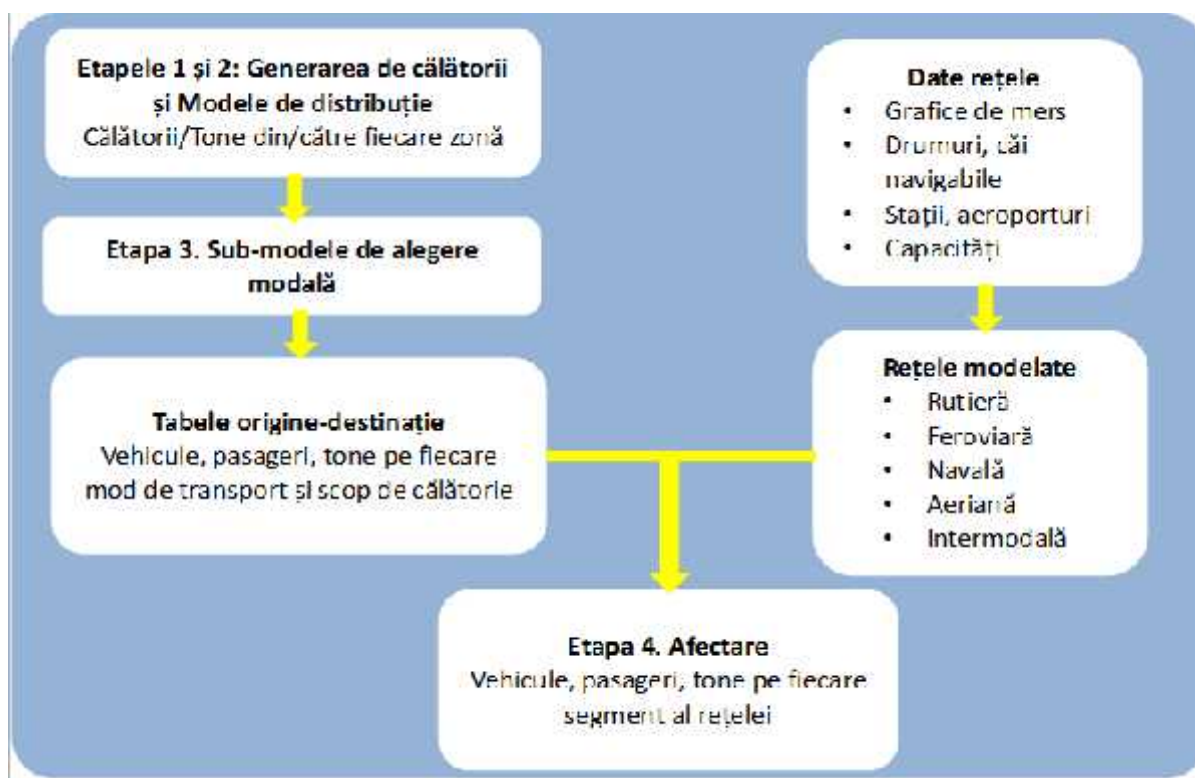 Etapele 1 și 2: Generarea de călătorii
și Modele de distribuție
Călătorii/Tone din/către fiecare zonă
Etapa 3. Sub-modele de alegere
modală
Tabele origine-destinație
Vehicule, pasageri, tone pe fiecare
mod de transport și scop de călătorie
Date rețele
• Grafice de mers
• Drumuri, căi
navigabile
• Stații, aeroporturi
• Capacități
Rețele modelate
• Rutieră
• Feroviară
• Navală
• Aeriană
• Intermodală
Etapa 4. Afectare
Vehicule, pasageri, tone pe fiecare
segment al rețelei